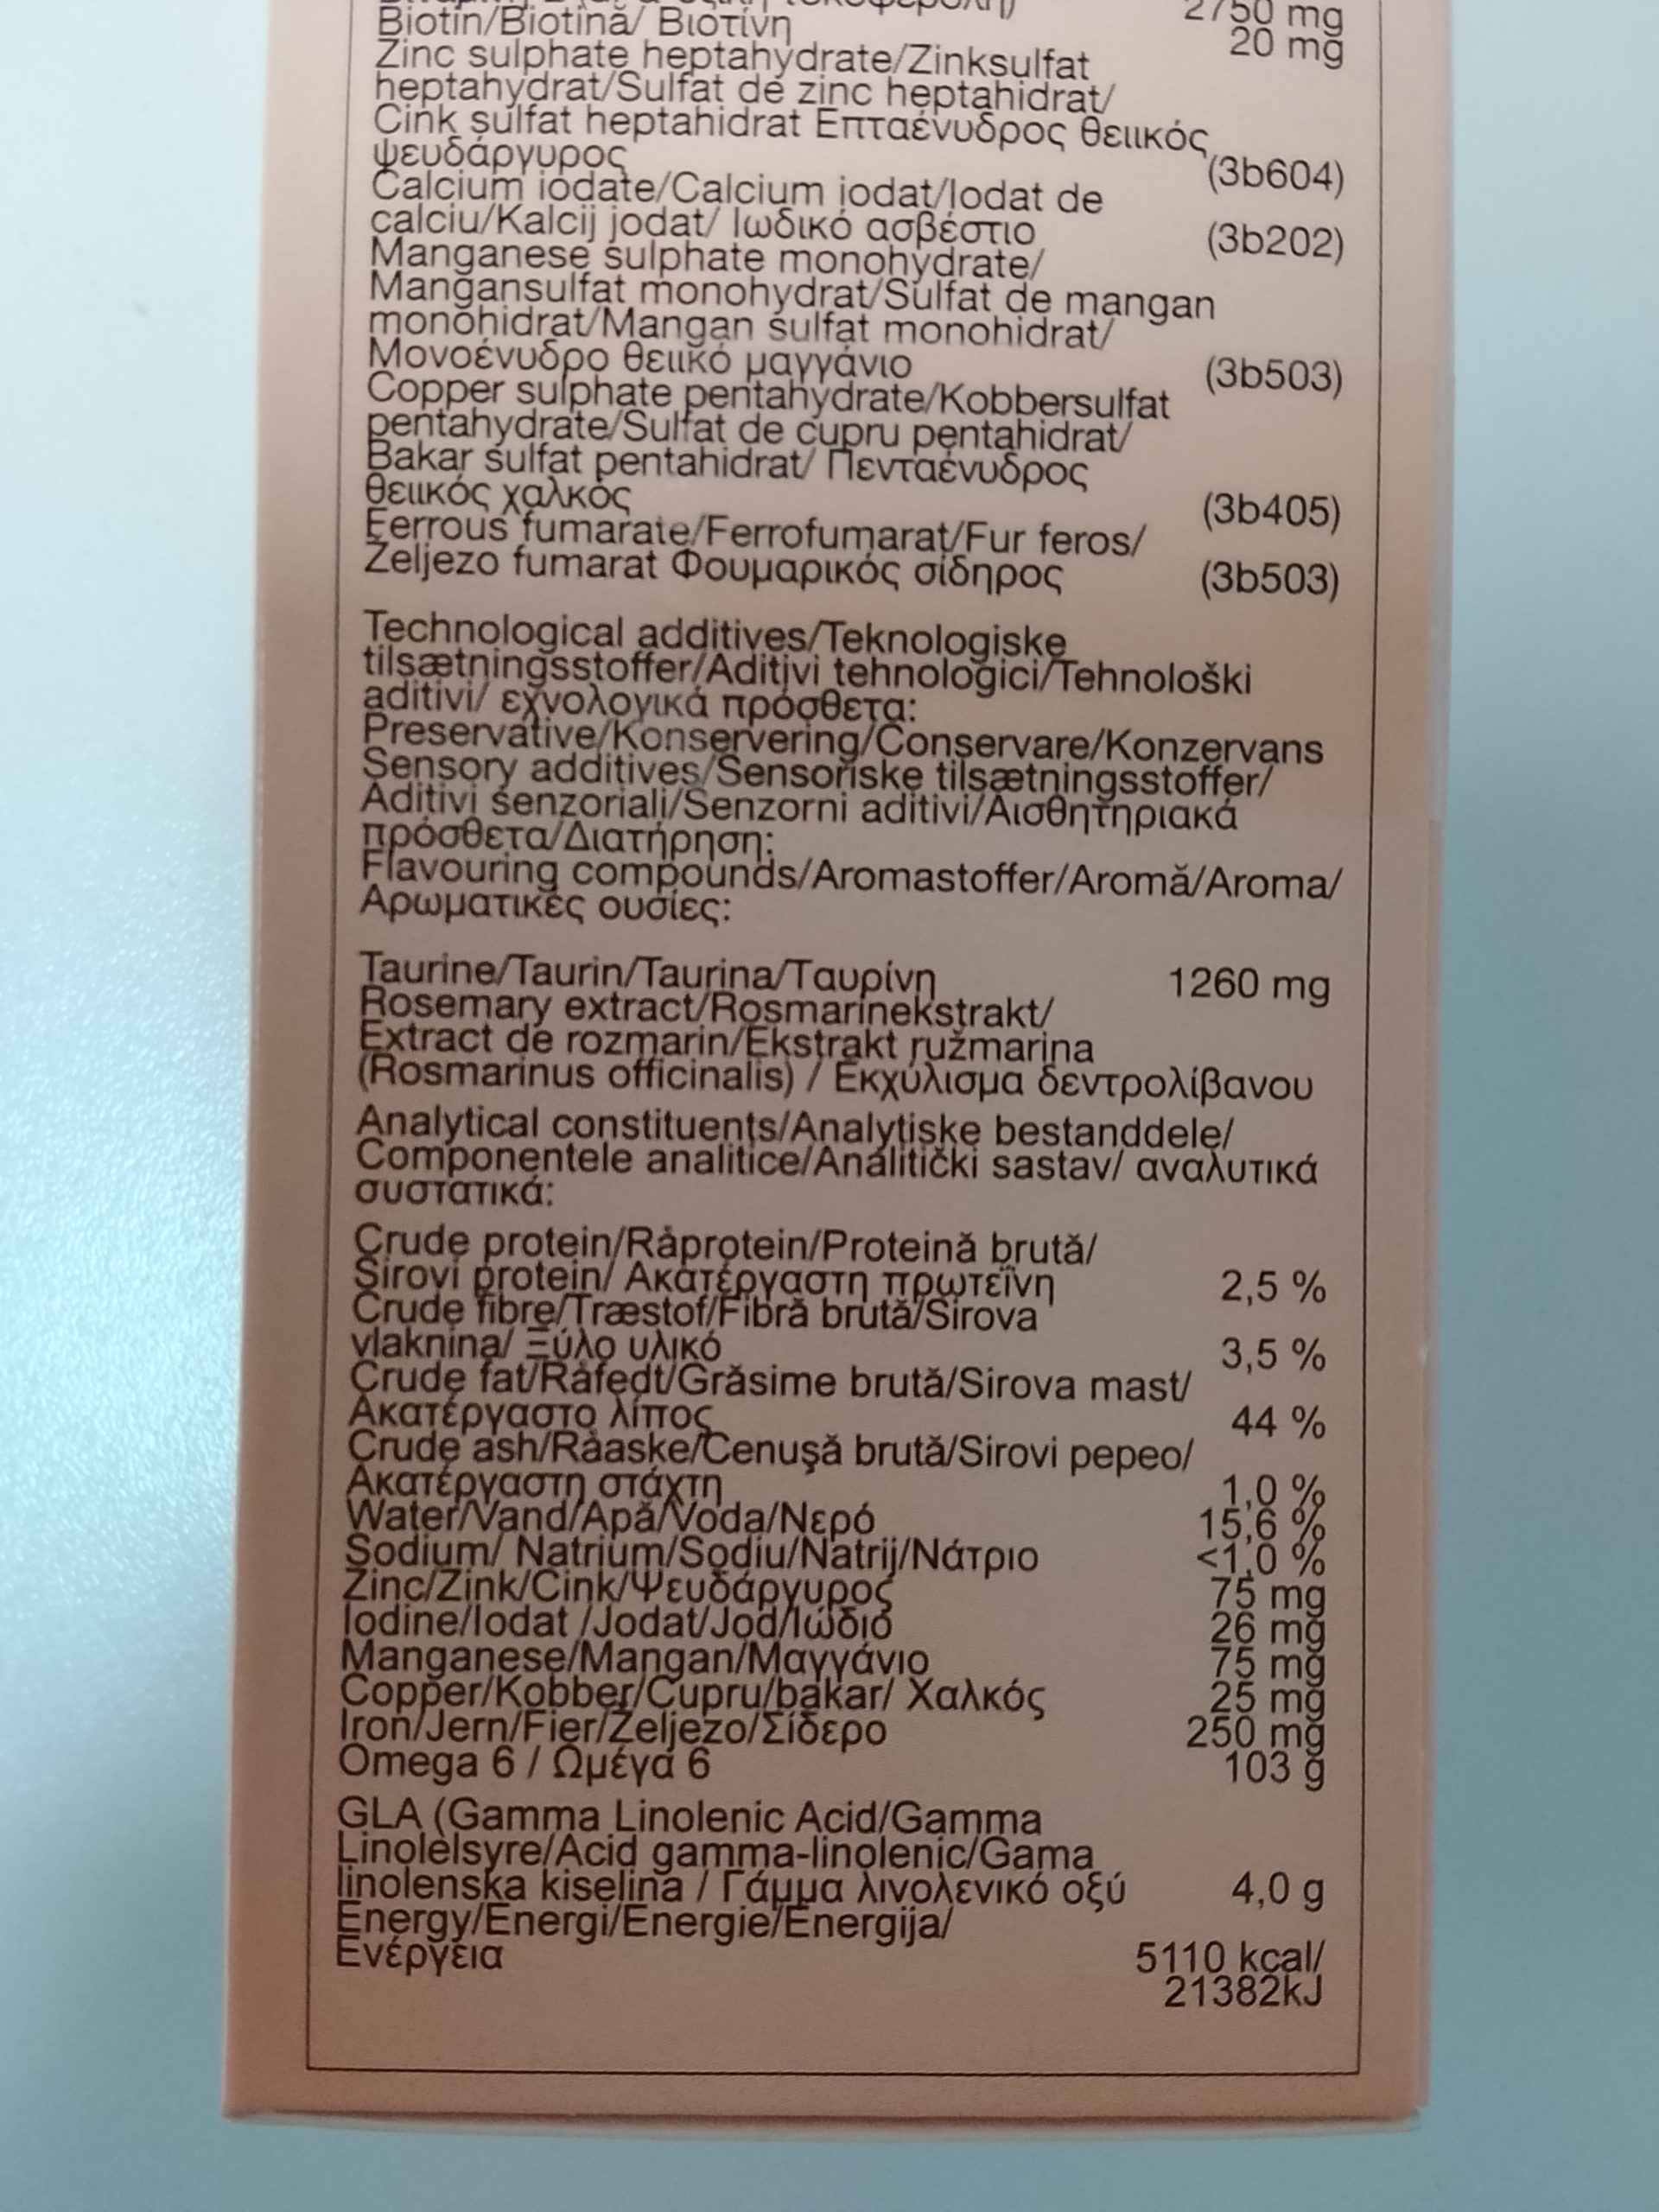 2750 mg
Biotin/Biotină/ Βιοτίνη 20 mg
Zinc sulphate heptahydrate/Zinksulfat
heptahydrat/Sulfat de zinc heptahidrat/
Cink sulfat heptahidrat Επταένυδρος θειικός
ψευδάργυρος (3b604)
Calcium iodate/Calcium jodat/Iodat de
calciu/Kalcij jodat/ Ιωδικό ασβέστιο (3b202)
Manganese sulphate monohydrate/
Mangansulfat monohydrat/Sulfat de mangan
monohidrat/Mangan sulfat monohidrat/
Μονοένυδρο θειικό μαγγάνιο (3b503)
Copper sulphate pentahydrate/Kobbersulfat
pentahydrate/Sulfat de cupru pentahidrat/
Bakar sulfat pentahidrat/ Πενταένυδρος
θειικός χαλκός (3b405)
Ferrous fumarate/Ferrofumarat/Fur feros/
Željezo fumarat Φουμαρικός σίδηρος (3b503)
Technological additives/Teknologiske
tilsætningsstoffer/Aditivi tehnologici/Tehnološki
aditivi/ εχνολογικά πρόσθετα:
Preservative/Konservering/Conservare/Konzervans
Sensory additives/Sensoriske tilsætningsstoffer/
Aditivi senzoriali/Senzorni aditivi/Αισθητηριακά
πρόσθετα/Διατήρηση:
Flavouring compounds/Aromastoffer/Aromă/Aroma/
Αρωματικές ουσίες:
Taurine/Taurin/Taurina/Ταυρίνη 1260 mg
Rosemary extract/Rosmarinekstrakt/
Extract de rozmarin/Ekstrakt ružmarina
(Rosmarinus officinalis) / Εκχύλισμα δεντρολίβανου
Analytical constituents/Analytiske bestanddele/
Componentele analitice/Analitički sastav/ αναλυτικά
συστατικά:
Crude protein/Råprotein/Proteină brută/
Sirovi protein/ Ακατέργαστη πρωτεΐνη 2,5 %
Crude fibre/Træstof/Fibră brută/Sirova
vlaknina/ Ξύλο υλικό 3,5 %
Crude fat/Råfedt/Grăsime brută/Sirova mast/
Ακατέργαστο λίπος 44 %
Crude ash/Råaske/Cenuşă brută/Sirovi pepeo/
Ακατέργαστη στάχτη 1,0 %
Water/Vand/Apă/Voda/Νερό 15,6 %
Sodium/ Natrium/Sodiu/Natrij/Νάτριο <1,0 %
Zinc/Zink/Cink/Ψευδάργυρος 75 mg
Iodine/Iodat /Jodat/Jod/Ιώδιο 26 mg
Manganese/Mangan/Μαγγάνιο 75 mg
Copper/Kobber/Cupru/bakar/ Χαλκός 25 mg
Iron/Jern/Fier/Željezo/Σίδερο 250 mg
Omega 6 / Ωμέγα 6 103 g
GLA (Gamma Linolenic Acid/Gamma
Linolelsyre/Acid gamma-linolenic/Gama
linolenska kiselina / Γάμμα λινολενικό οξύ 4,0 g
Energy/Energi/Energie/Energija/
Ενέργεια 5110 kcal/
21382kJ